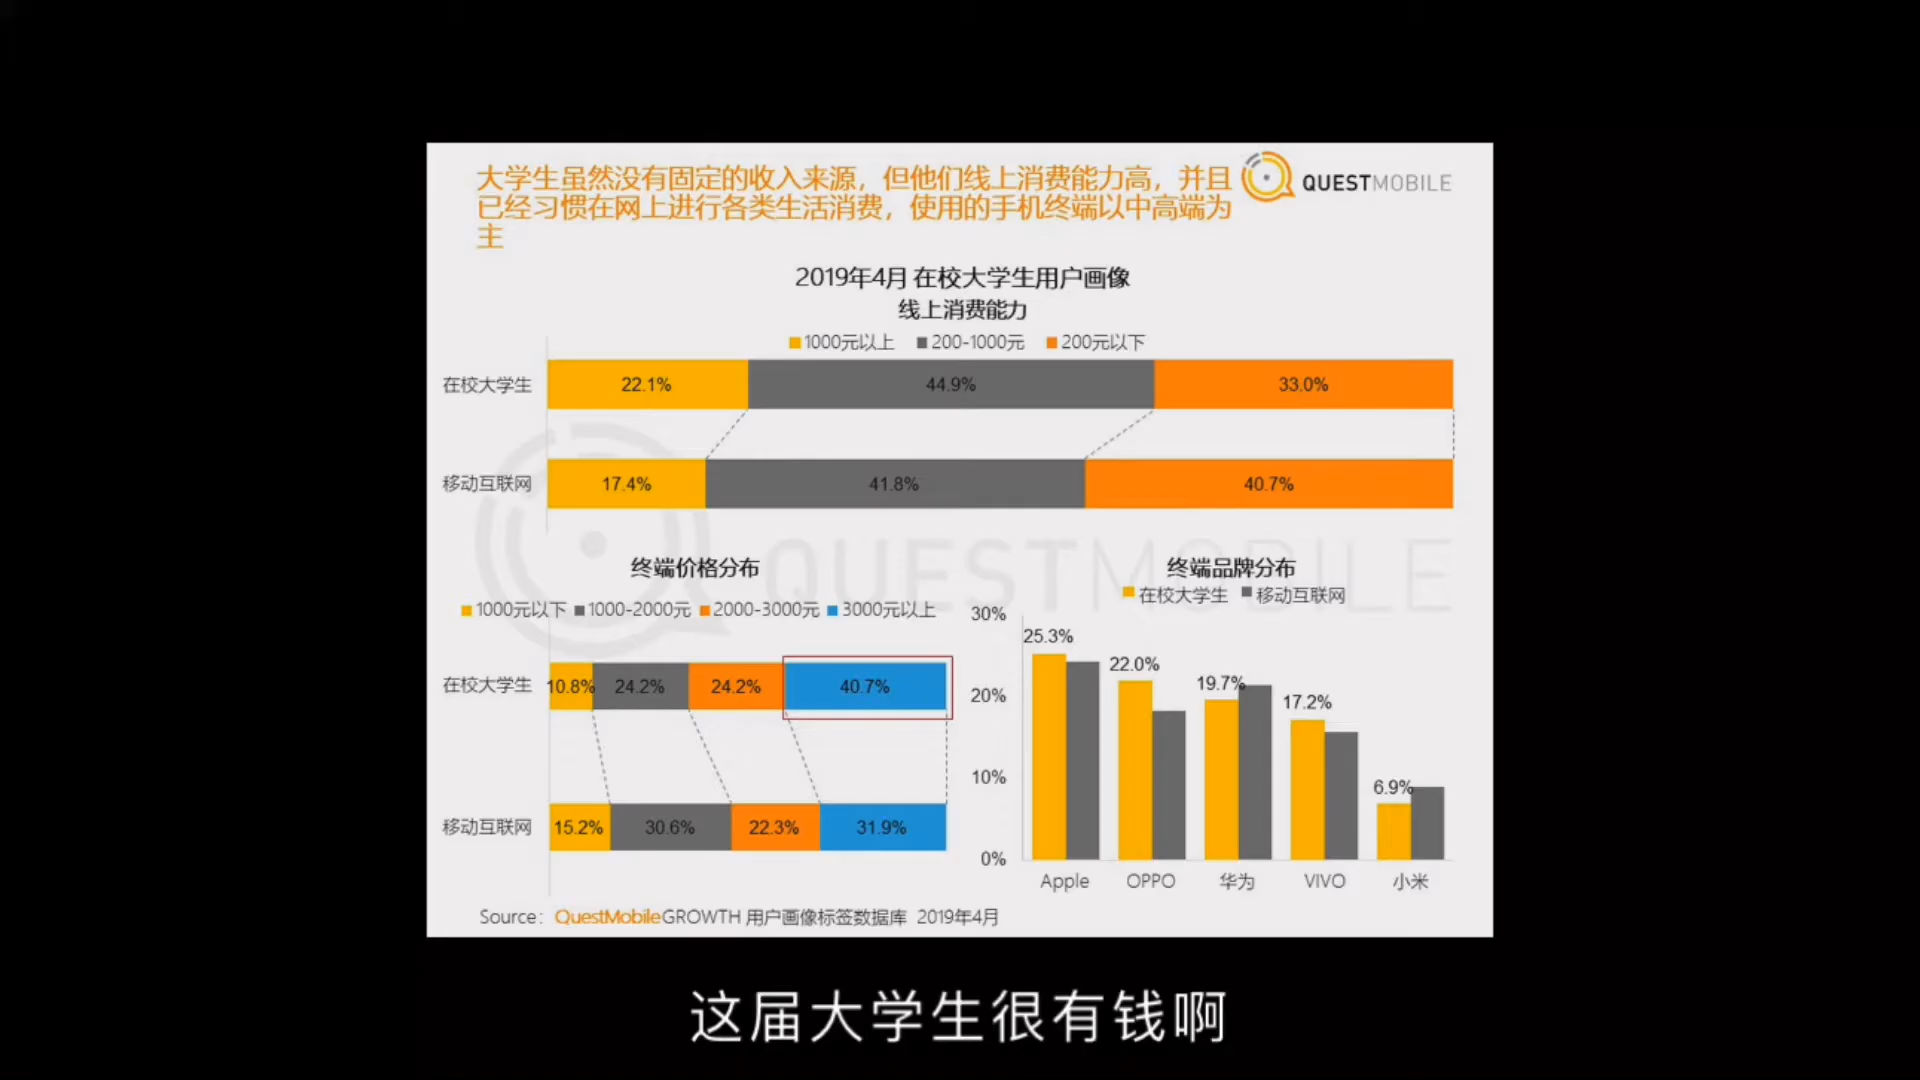 大学生虽然没有固定的收入来源，但他们线上消费能力高，并且
已经习惯在网上进行各类生活消费，使用的手机终端以中高端为
主
QUESTMOBILE
2019年4月 在校大学生用户画像
线上消费能力
1000元以上 200-1000元 200元以下
在校大学生 22.1% 44.9% 33.0%
移动互联网 17.4% 41.8% 40.7%
QUESTMOBILE
终端价格分布
1000元以下 1000-2000元 2000-3000元 3000元以上
在校大学生 10.8% 24.2% 24.2% 40.7%
移动互联网 15.2% 30.6% 22.3% 31.9%
终端品牌分布
在校大学生 移动互联网
30%
20%
10%
0%
25.3% 22.0% 19.7% 17.2% 6.9%
Apple OPPO 华为 VIVO 小米
Source：QuestMobileGROWTH 用户画像标签数据库 2019年4月
这届大学生很有钱啊